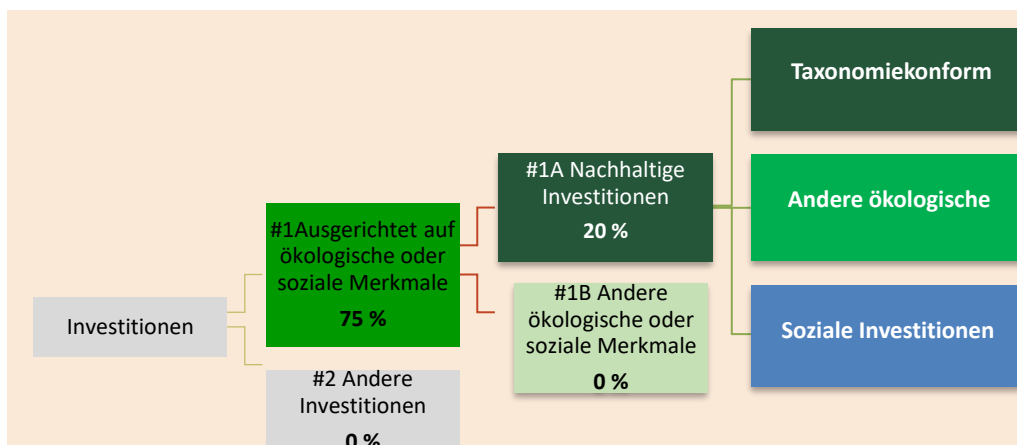 Investitionen
#1Ausgerichtet auf
ökologische oder
soziale Merkmale
75 %
#2 Andere
Investitionen
0 %
#1A Nachhaltige
Investitionen
20 %
#1B Andere
ökologische oder
soziale Merkmale
0 %
Taxonomiekonform
Andere ökologische
Soziale Investitionen